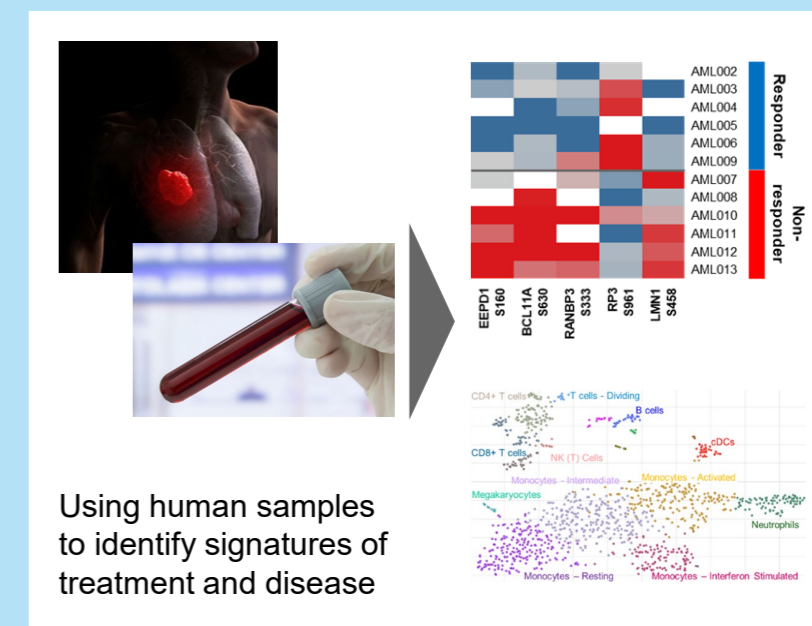 AML002
AML003
AML004
AML005
AML006
AML009
AML007
AML008
AML010
AML011
AML012
AML013
Responder
Non-
responder
EEPD1
S160
BCL11A
S630
RANBP3
S333
RP3
S961
LMN1
S458
CD4+ T cells
T cells - Dividing
B cells
CD8+ T cells
NK (T) Cells
cDCs
Monocytes - Intermediate
Monocytes - Activated
Megakaryocytes
Neutrophils
Monocytes – Resting
Monocytes – Interferon Stimulated
Using human samples
to identify signatures of
treatment and disease